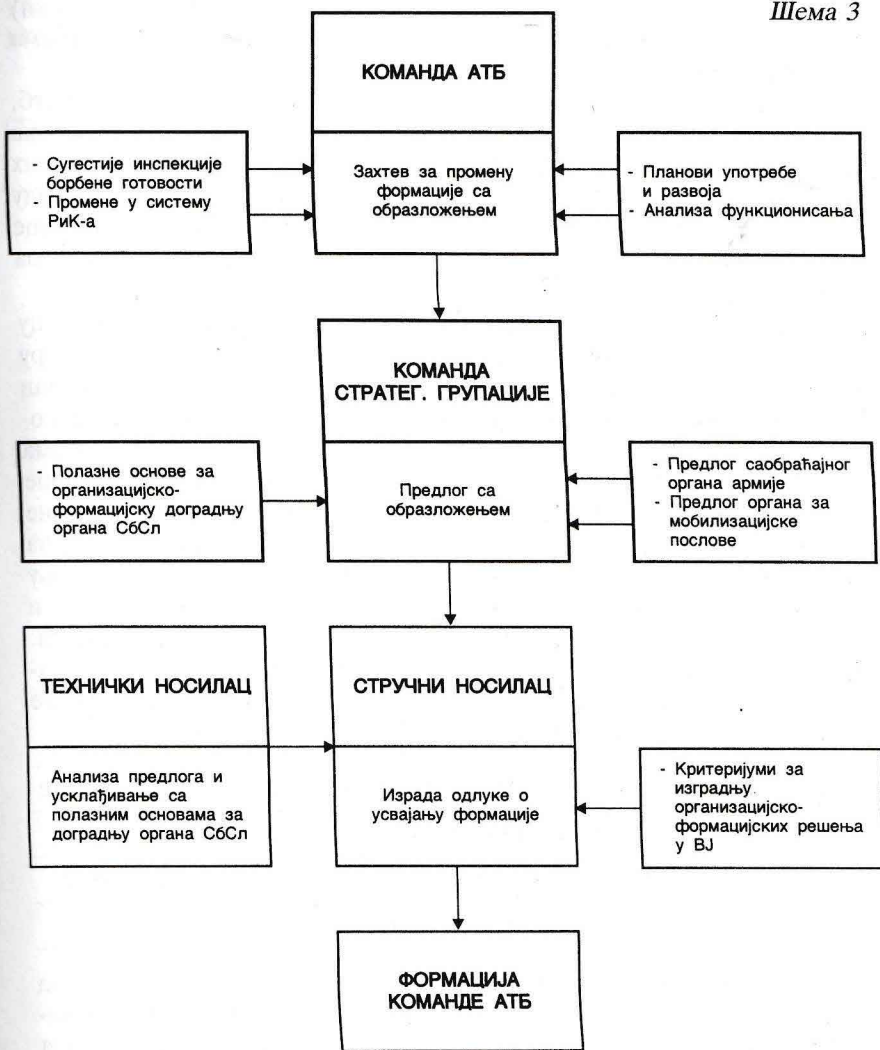 Шема 3
КОМАНДА АТБ
- Сугестије инспекције
борбене готовости
- Промене у систему
РиК-а
Захтев за промену
формације са
образложењем
- Планови употребе
и развоја
- Анализа функционисања
КОМАНДА
СТРАТЕГ. ГРУПАЦИЈЕ
- Полазне основе за
организацијско-
формацијску доградњу
органа СбСл
Предлог са
образложењем
- Предлог саобраћајног
органа армије
- Предлог органа за
мобилизацијске
послове
ТЕХНИЧКИ НОСИЛАЦ
СТРУЧНИ НОСИЛАЦ
Анализа предлога и
усклађивање са
полазним основама за
доградњу органа СбСл
Израда одлуке о
усвајању формације
- Критеријуми за
изградњу
организацијско-
формацијских решења
у ВЈ
ФОРМАЦИЈА
КОМАНДЕ АТБ